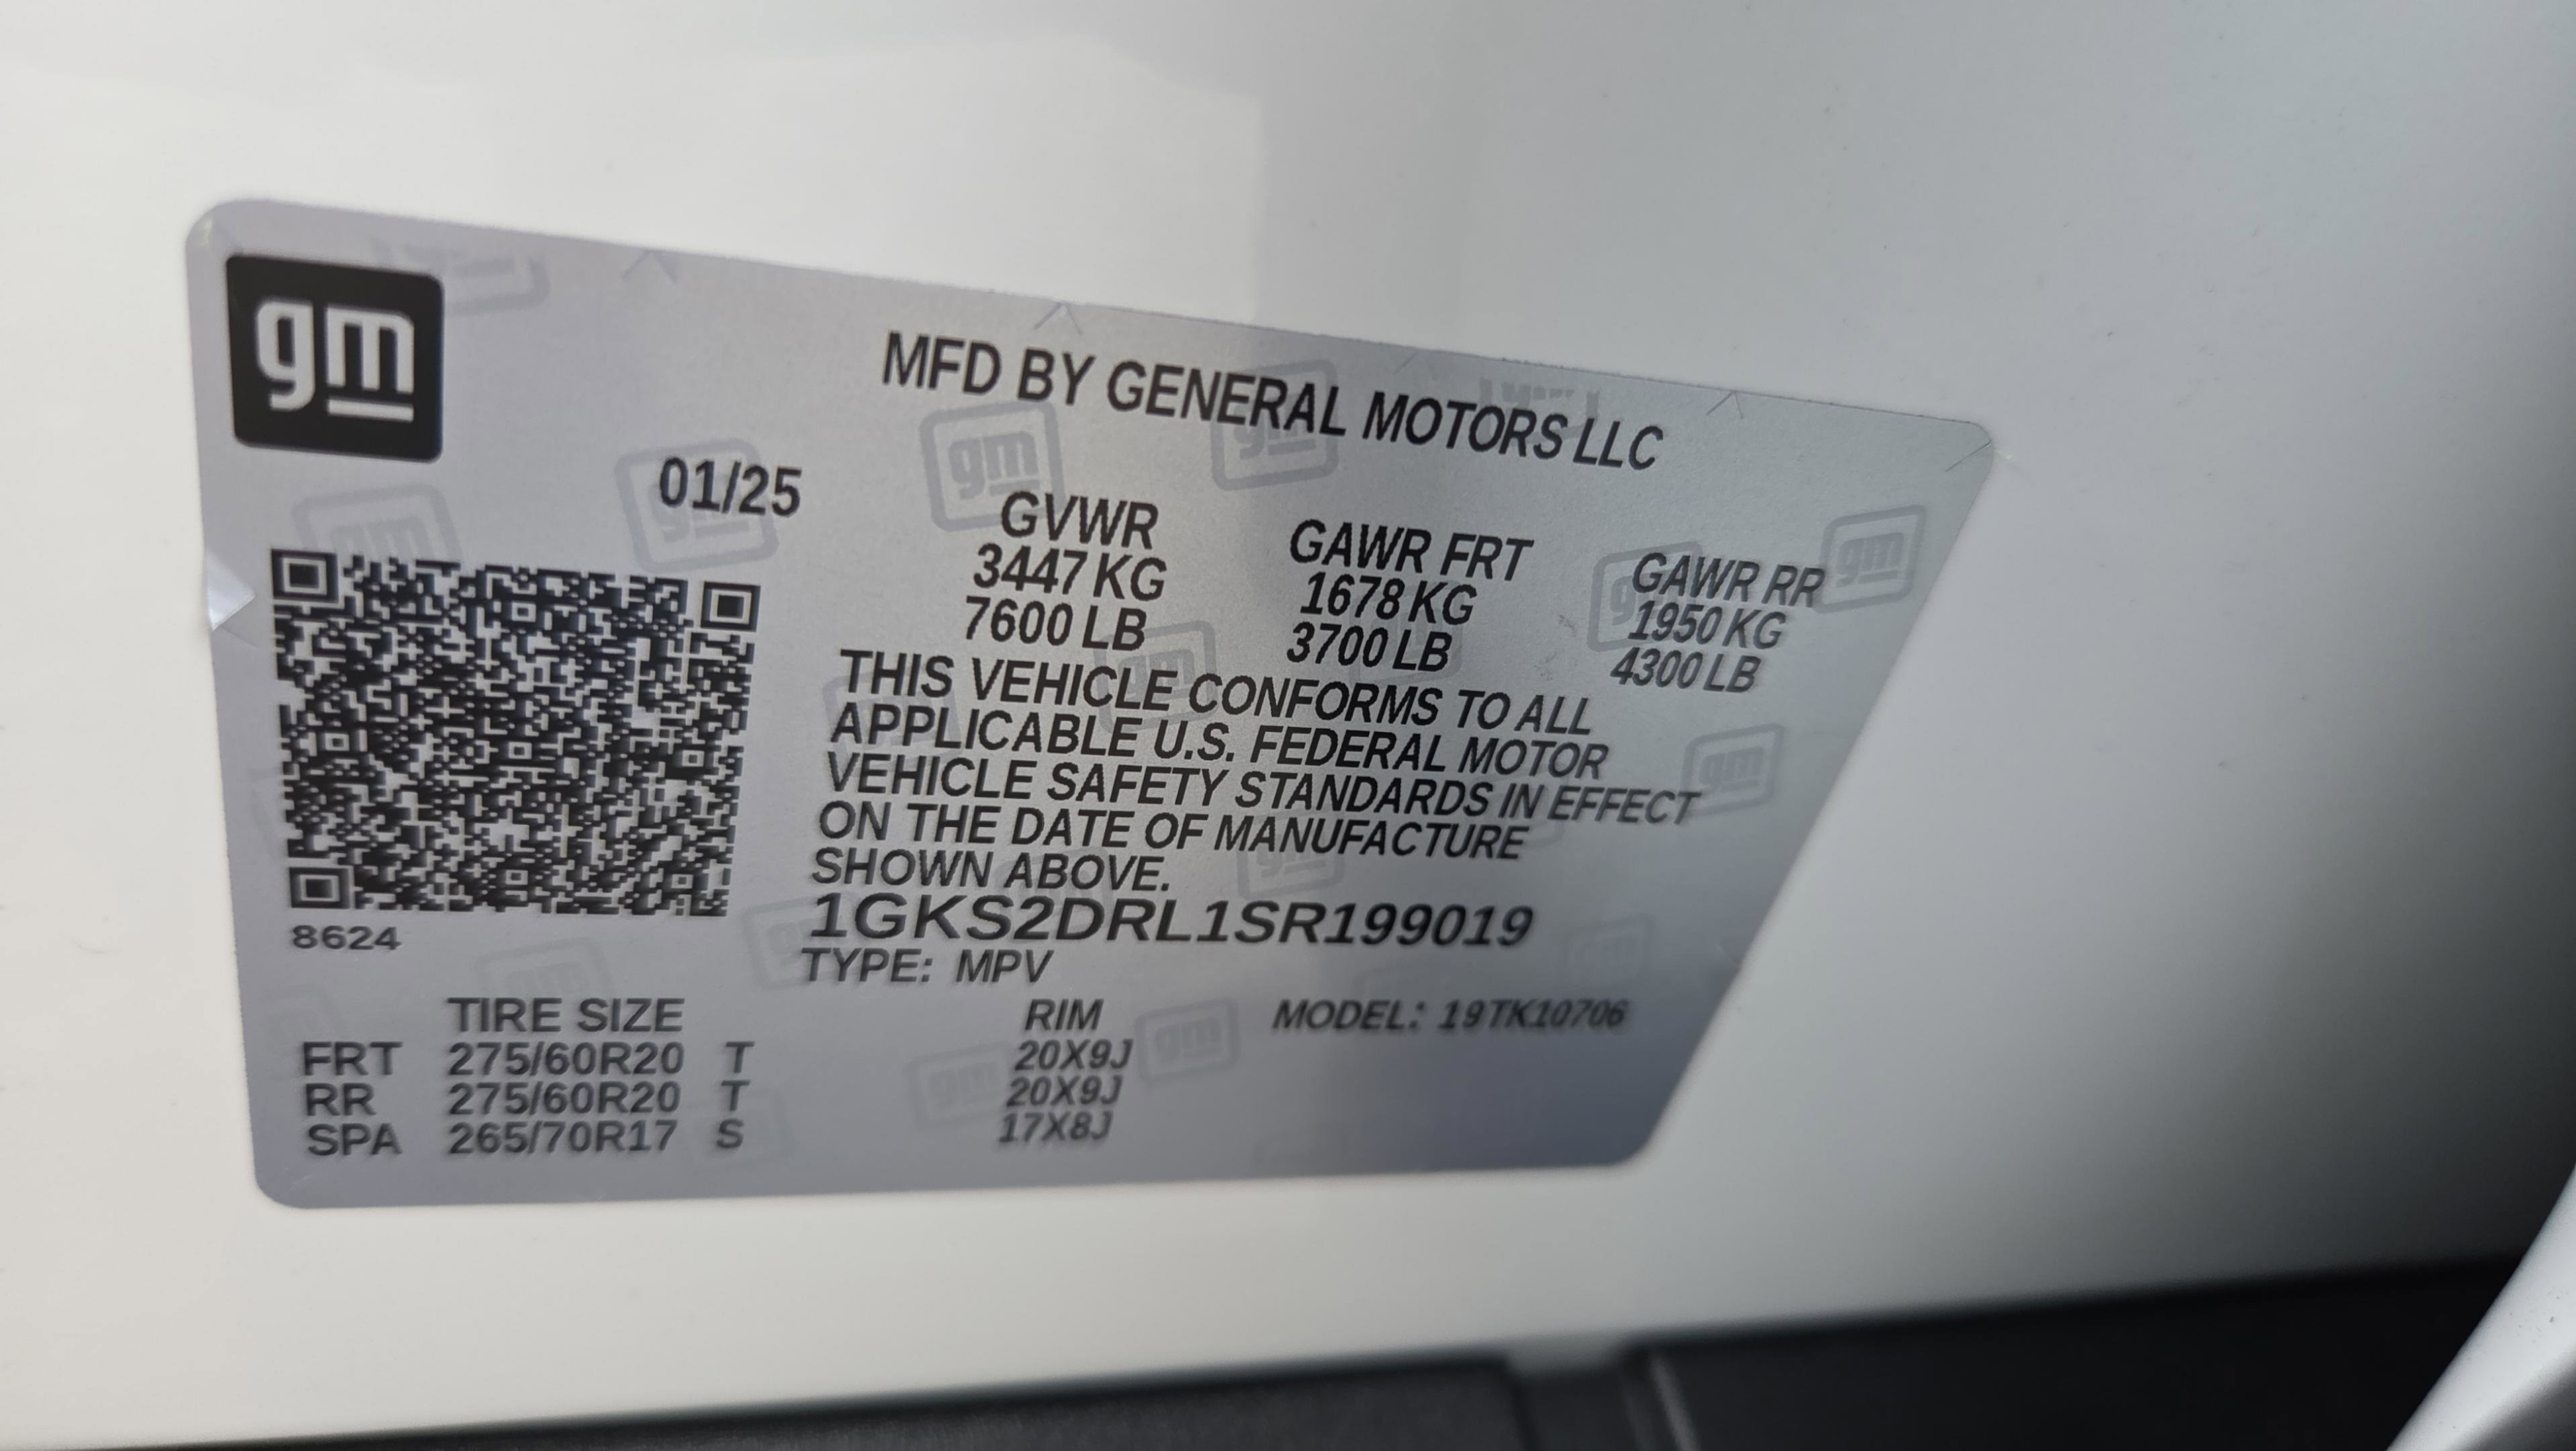 gm
MFD BY GENERAL MOTORS LLC
01/25
GVWR GAWR FRT GAWR RR
3447 KG 1678 KG 1950 KG
7600 LB 3700 LB 4300 LB
THIS VEHICLE CONFORMS TO ALL
APPLICABLE U.S. FEDERAL MOTOR
VEHICLE SAFETY STANDARDS IN EFFECT
ON THE DATE OF MANUFACTURE
SHOWN ABOVE.
1GKS2DRL1SR199019
8624
TYPE: MPV
TIRE SIZE RIM MODEL: 19TK10706
FRT 275/60R20 T 20X9J
RR 275/60R20 T 20X9J
SPA 265/70R17 S 17X8J